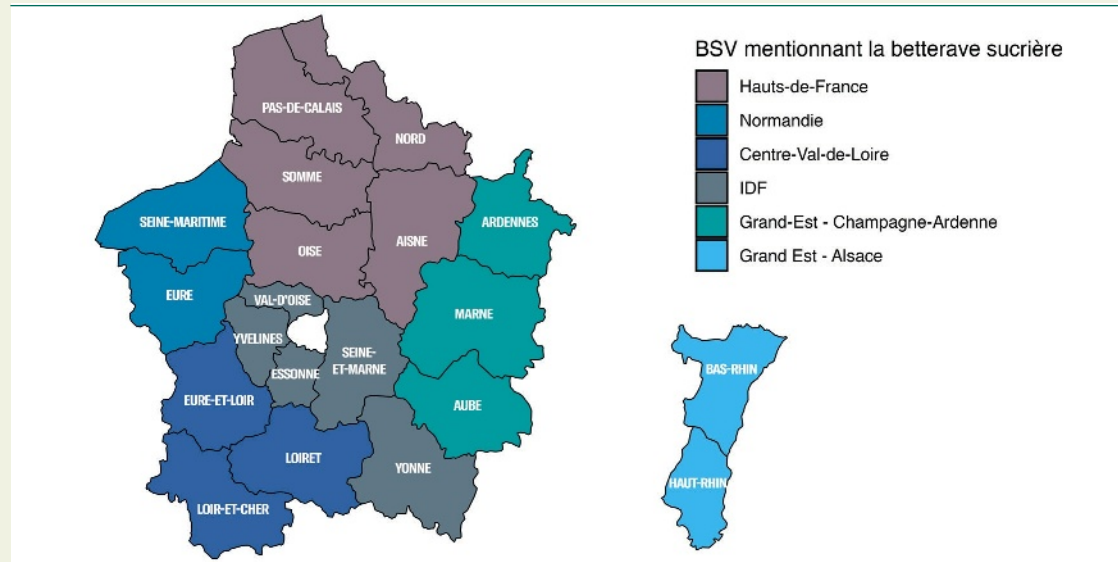 BSV mentionnant la betterave sucrière
Hauts-de-France
Normandie
Centre-Val-de-Loire
IDF
Grand-Est - Champagne-Ardenne
Grand Est - Alsace
PAS-DE-CALAIS
NORD
SOMME
SEINE-MARITIME
ARDENNES
AISNE
OISE
EURE
VAL-D'OISE
MARNE
YVELINES
SEINE-
ET-MARNE
ESSONNE
BAS-RHIN
EURE-ET-LOIR
AUBE
LOIRET
YONNE
HAUT-RHIN
LOIR-ET-CHER